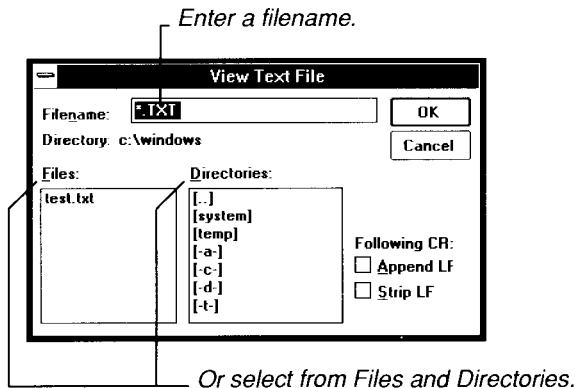 Enter a filename.
View Text File
Filename: *.TXT
OK
Directory: c:\windows
Cancel
Files:
Directories:
test.txt
[..]
[system]
[temp]
[-a-]
[-c-]
[-d-]
[-t-]
Following CR:
Append LF
Strip LF
Or select from Files and Directories.